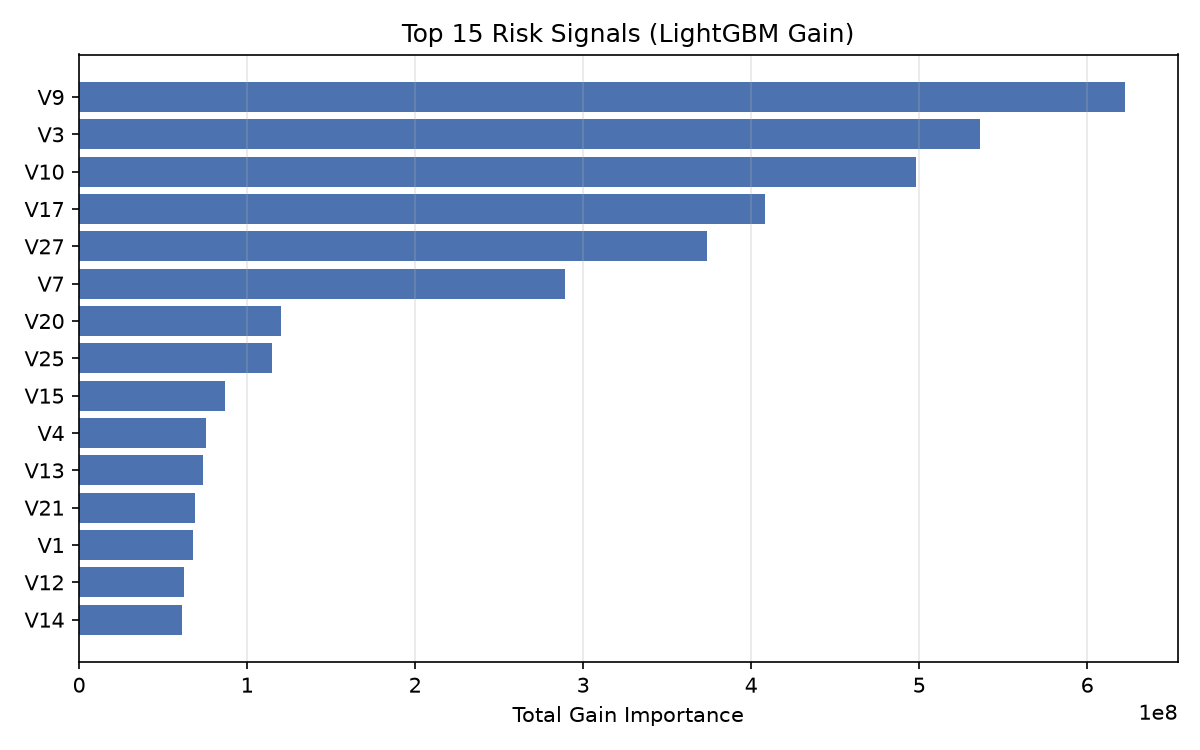 Top 15 Risk Signals (LightGBM Gain)
V9
V3
V10
V17
V27
V7
V20
V25
V15
V4
V13
V21
V1
V12
V14
0 1 2 3 4 5 6
1e8
Total Gain Importance